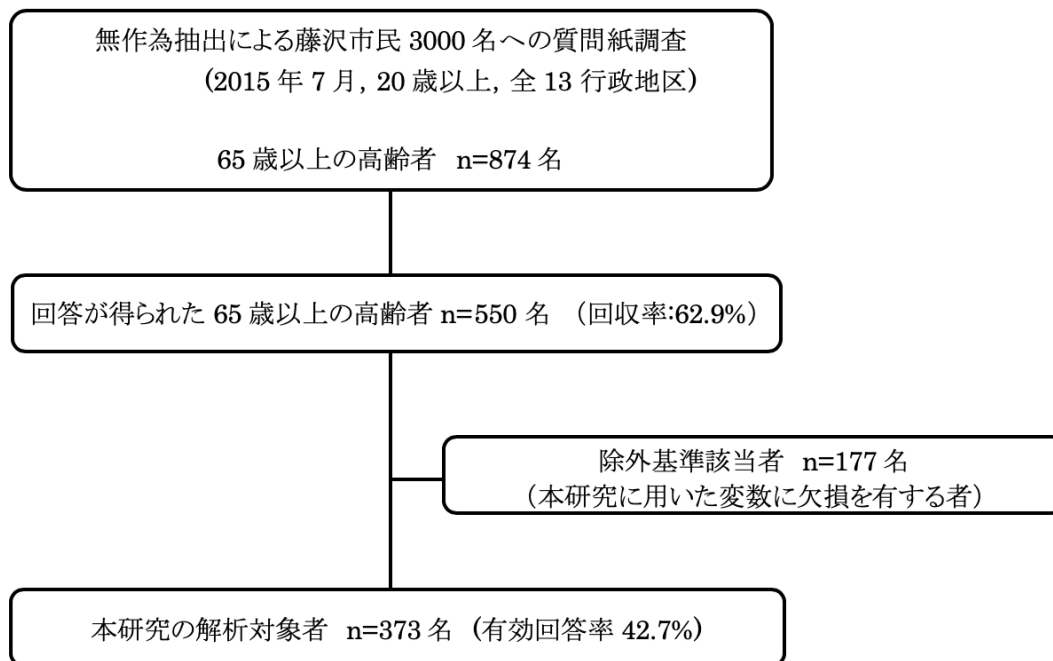 無作為抽出による藤沢市民 3000 名への質問紙調査
(2015 年 7 月, 20 歳以上, 全 13 行政地区)
65 歳以上の高齢者 n=874 名
回答が得られた 65 歳以上の高齢者 n=550 名 (回収率:62.9%)
除外基準該当者 n=177 名
(本研究に用いた変数に欠損を有する者)
本研究の解析対象者 n=373 名 (有効回答率 42.7%)